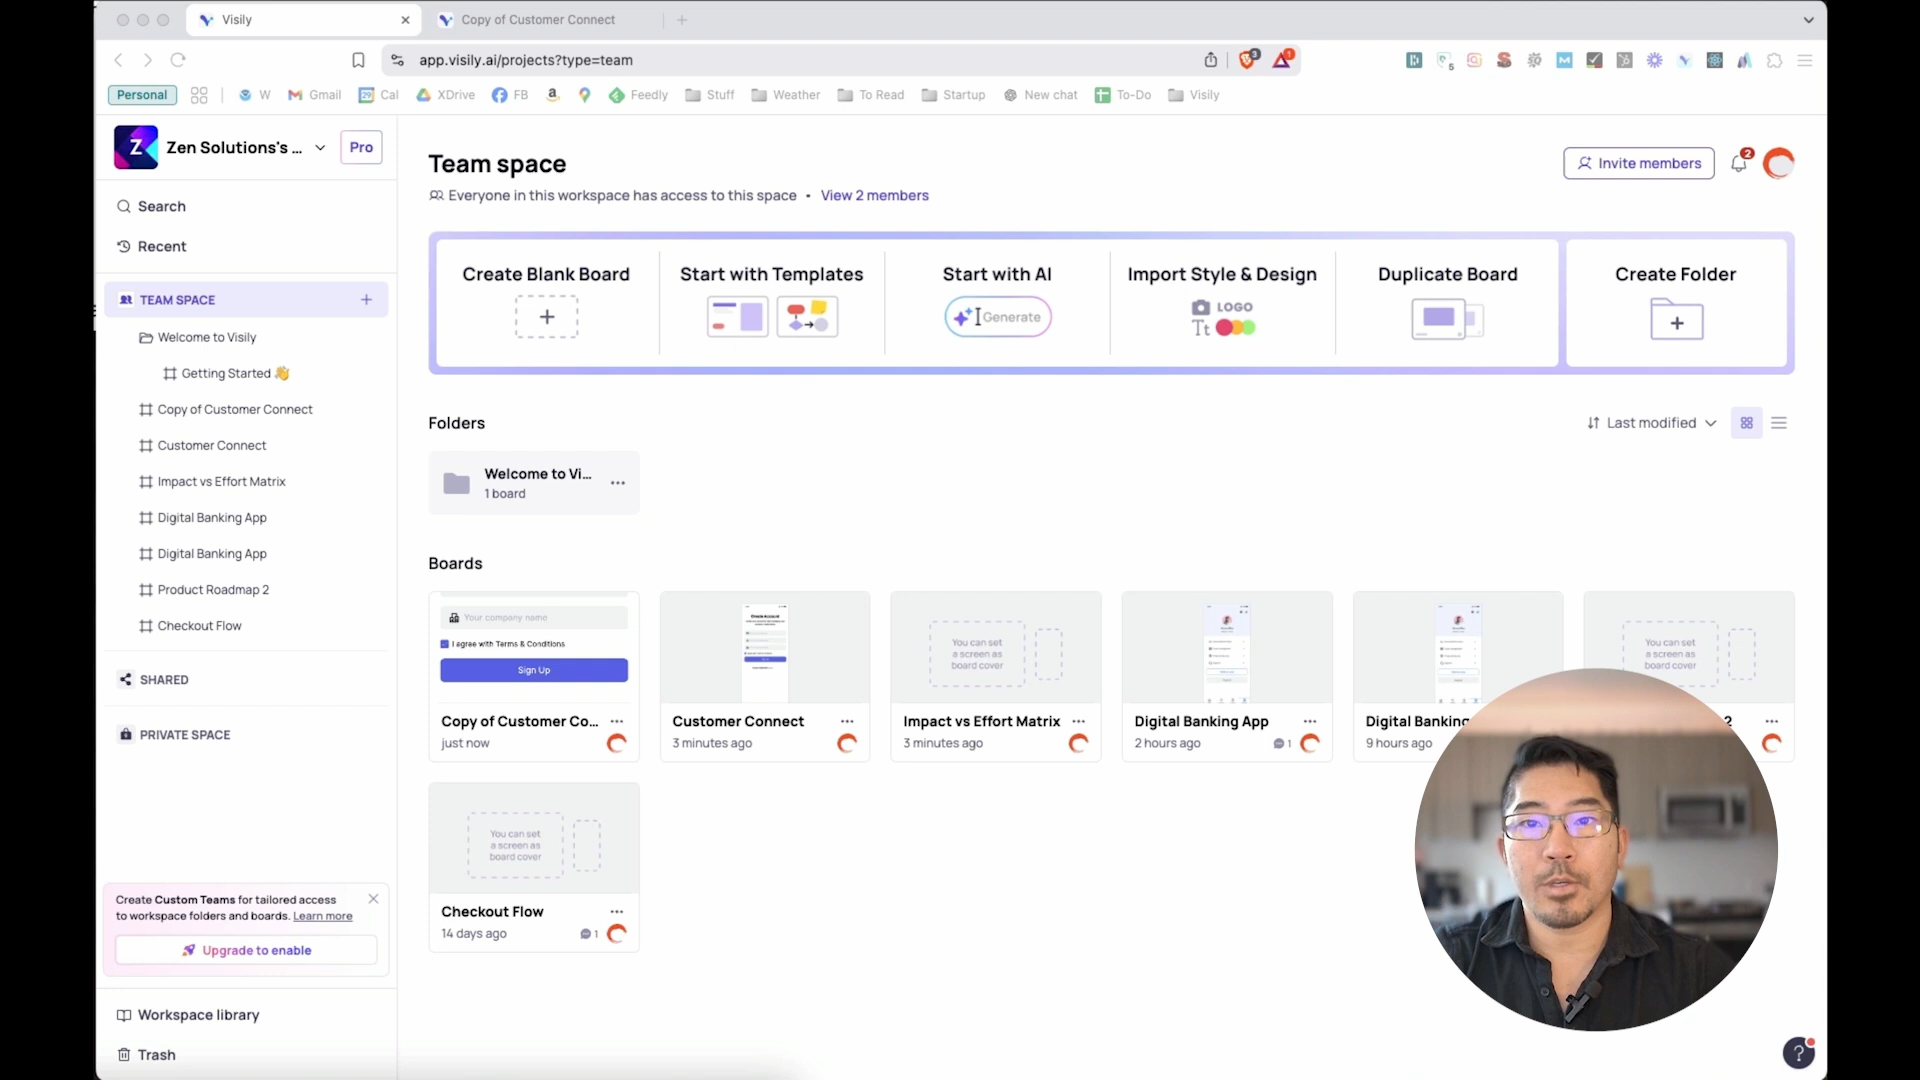 Visily
Copy of Customer Connect
app.visily.ai/projects?type=team
3
1
5
Personal
W
Gmail
29
Cal
XDrive
FB
Feedly
Stuff
Weather
To Read
Startup
New chat
To-Do
Visily
Z
Zen Solutions's ...
Pro
Search
Recent
TEAM SPACE
Welcome to Visily
Getting Started 👋
Copy of Customer Connect
Customer Connect
Impact vs Effort Matrix
Digital Banking App
Digital Banking App
Product Roadmap 2
Checkout Flow
SHARED
PRIVATE SPACE
Create Custom Teams for tailored access
to workspace folders and boards. Learn more
Upgrade to enable
Workspace library
Trash
Team space
Everyone in this workspace has access to this space • View 2 members
Invite members
2
Create Blank Board
Start with Templates
Start with AI
Generate
Import Style & Design
LOGO
Tt
Duplicate Board
Create Folder
Folders
Last modified
Welcome to Vi...
1 board
Boards
Your company name
I agree with Terms & Conditions
Sign Up
Copy of Customer Co...
just now
Create Account
Customer Connect
3 minutes ago
You can set
a screen as
board cover
Impact vs Effort Matrix
3 minutes ago
Digital Banking App
2 hours ago
1
Digital Banking
9 hours ago
You can set
a screen as
board cover
2
You can set
a screen as
board cover
Checkout Flow
14 days ago
1
?